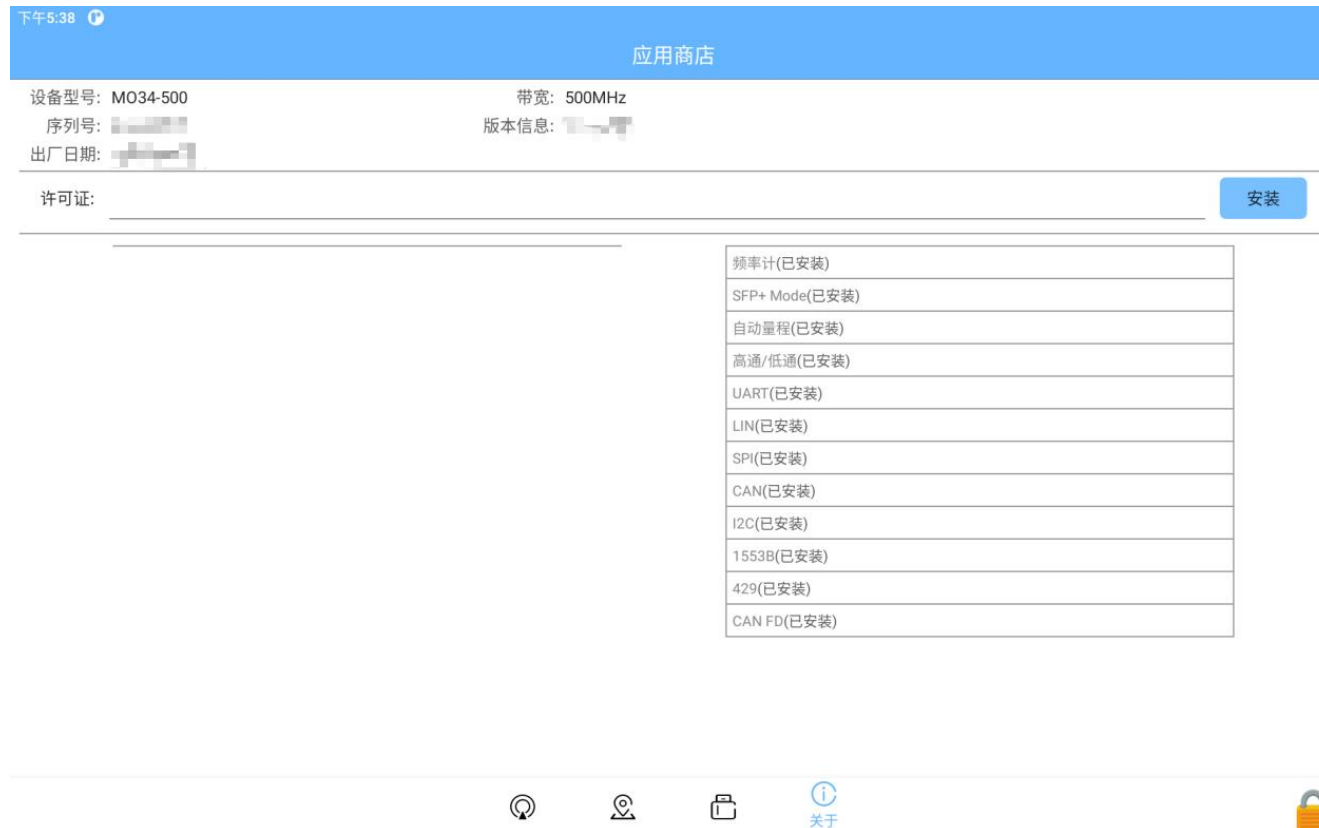 下午5:38
应用商店
设备型号: MO34-500 带宽: 500MHz
序列号: 版本信息:
出厂日期:
许可证: 安装
频率计(已安装)
SFP+ Mode(已安装)
自动量程(已安装)
高通/低通(已安装)
UART(已安装)
LIN(已安装)
SPI(已安装)
CAN(已安装)
I2C(已安装)
1553B(已安装)
429(已安装)
CAN FD(已安装)
关于